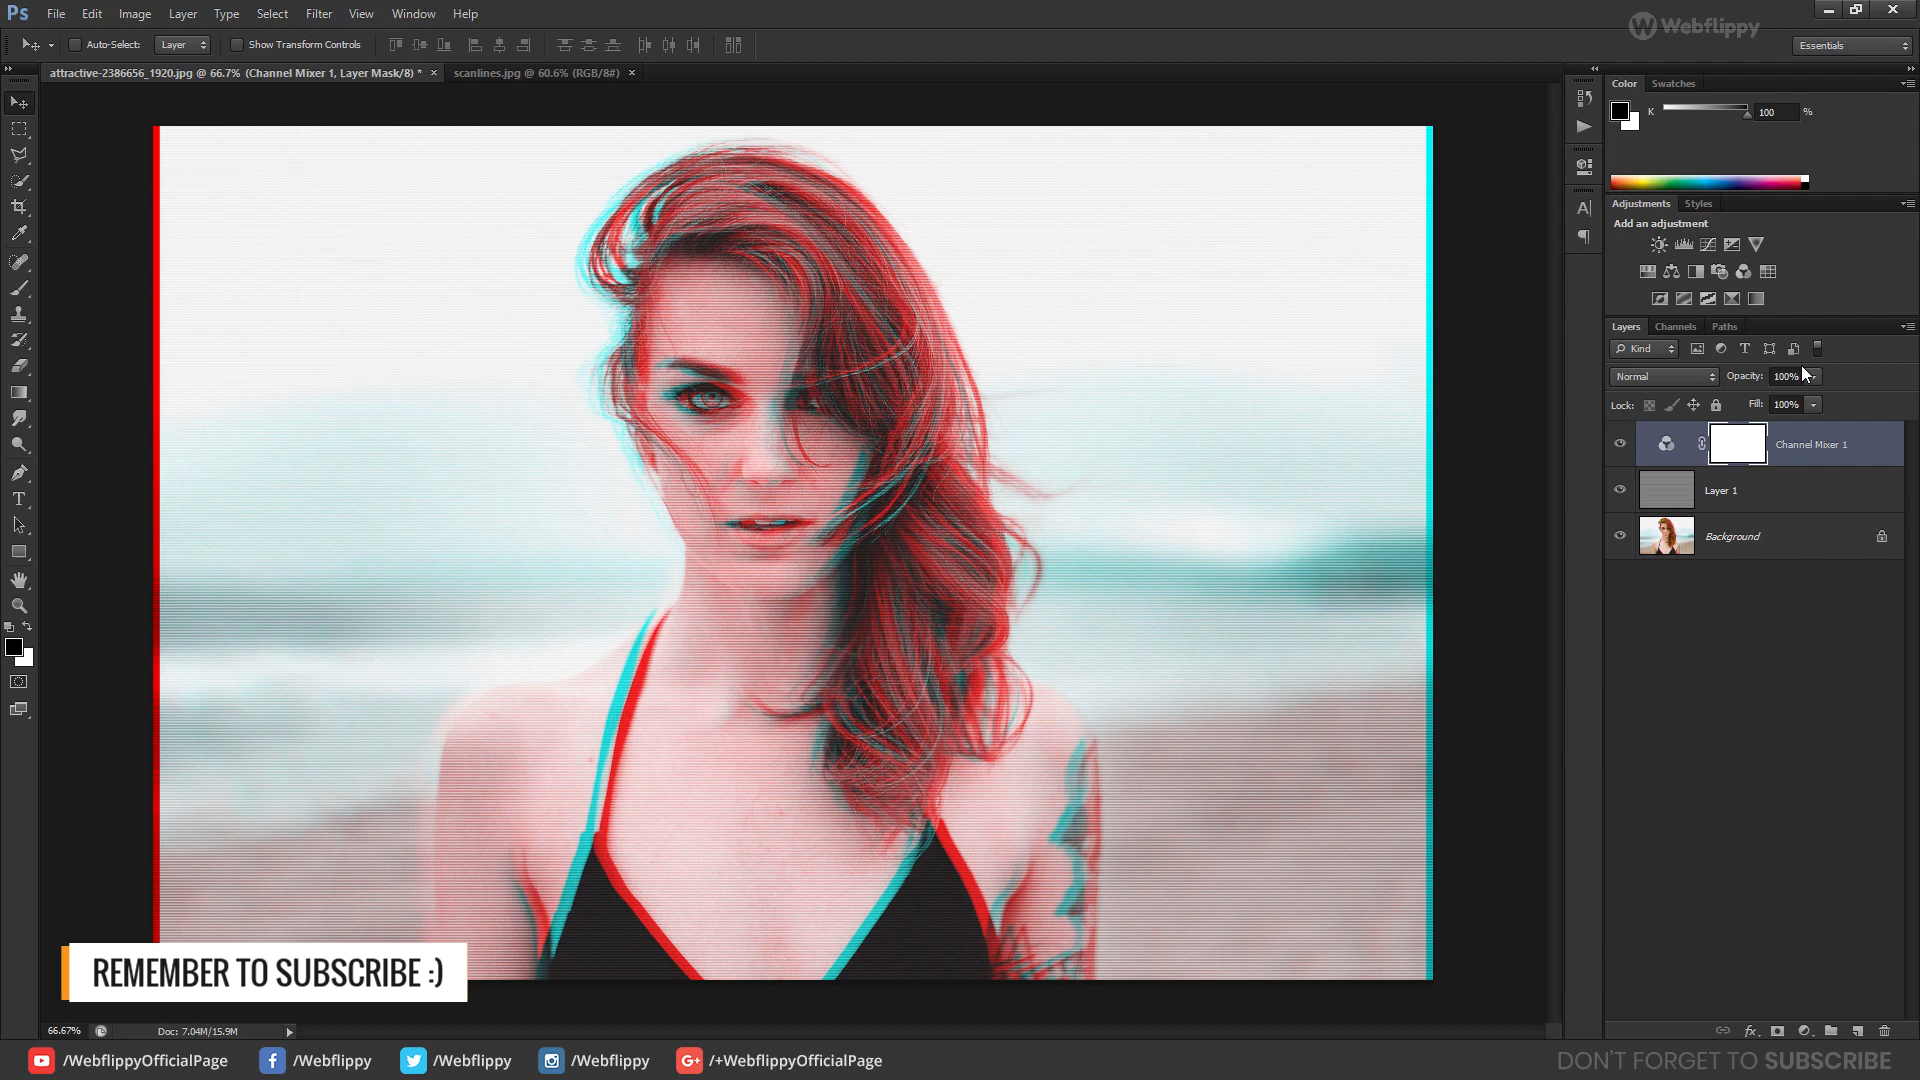 Ps File Edit Image Layer Type Select Filter View Window Help
Webflippy
Auto-Select: Layer Show Transform Controls
Essentials
attractive-2386656_1920.jpg @ 66.7% (Channel Mixer 1, Layer Mask/8) * ×
scanlines.jpg @ 60.6% (RGB/8#) ×
Color Swatches
K 100 %
Adjustments Styles
Add an adjustment
Layers Channels Paths
Kind
Normal Opacity: 100%
Lock: Fill: 100%
Channel Mixer 1
Layer 1
Background
REMEMBER TO SUBSCRIBE :)
66.67% Doc: 7.04M/15.9M
/WebflippyOfficialPage /Webflippy /Webflippy /Webflippy /+WebflippyOfficialPage
DON'T FORGET TO SUBSCRIBE